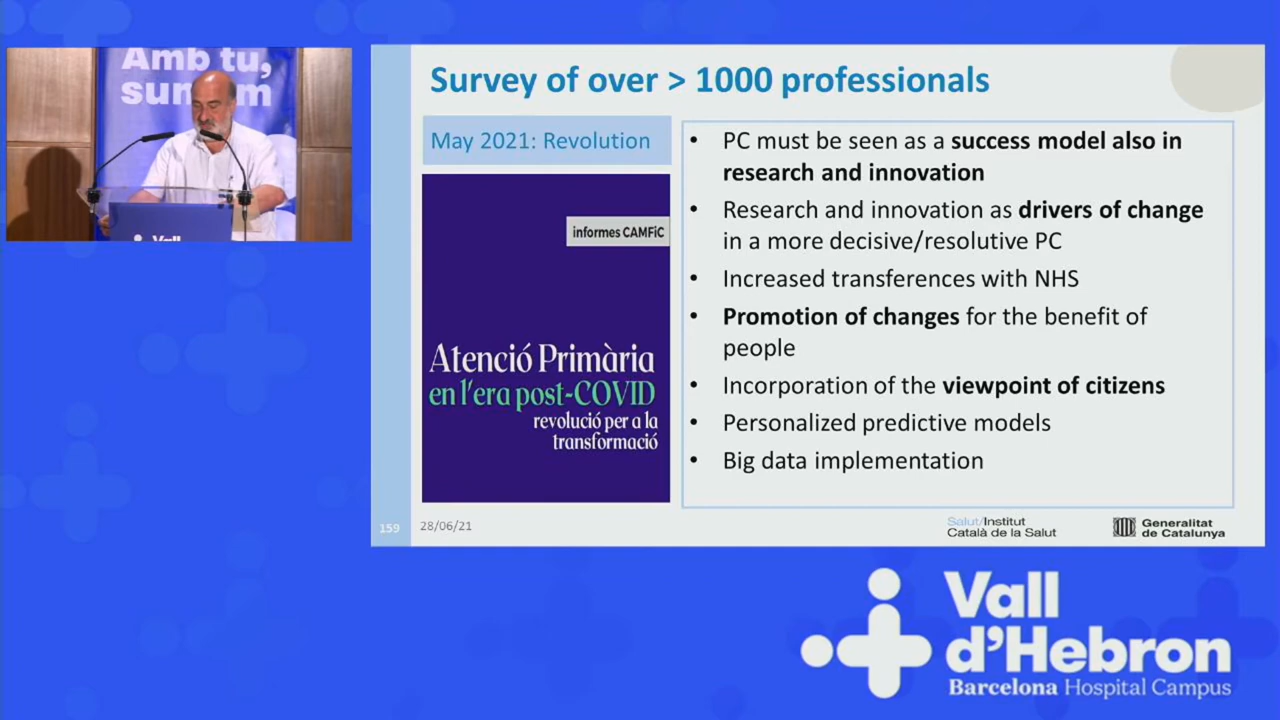 Amb tu,
Vall
Survey of over > 1000 professionals
May 2021: Revolution
informes CAMFiC
Atenció Primària
en l'era post-COVID
revolució per a la
transformació
• PC must be seen as a success model also in
research and innovation
• Research and innovation as drivers of change
in a more decisive/resolutive PC
• Increased transferences with NHS
• Promotion of changes for the benefit of
people
• Incorporation of the viewpoint of citizens
• Personalized predictive models
• Big data implementation
159
28/06/21
Salut/Institut
Català de la Salut
Generalitat
de Catalunya
Vall
d'Hebron
Barcelona Hospital Campus